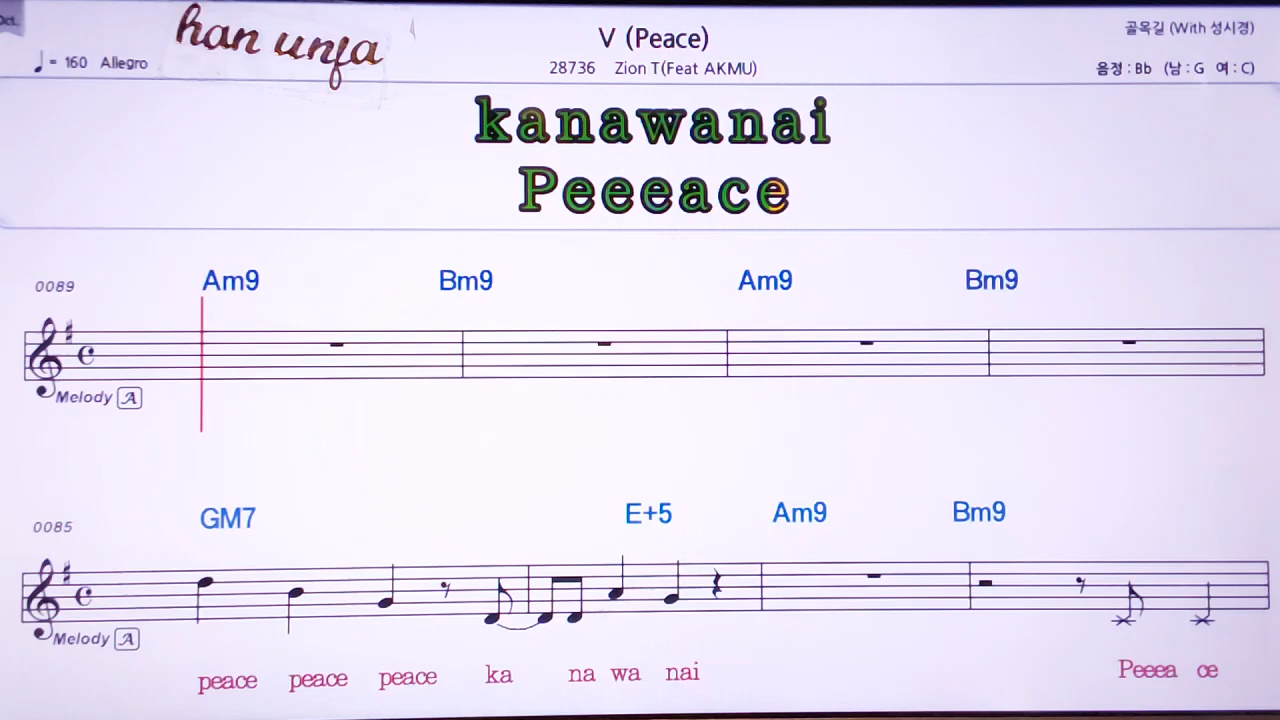 Oct.
han unja
V (Peace)
골목길 (With 성시경)
♩ = 160 Allegro
28736 Zion T(Feat AKMU)
음정 : Bb (남 : G 여 : C)
kanawanai
Peeeace
0089 Am9 Bm9 Am9 Bm9
Melody A
0085 GM7 E+5 Am9 Bm9
Melody A
peace peace peace ka na wa nai Peeea ce